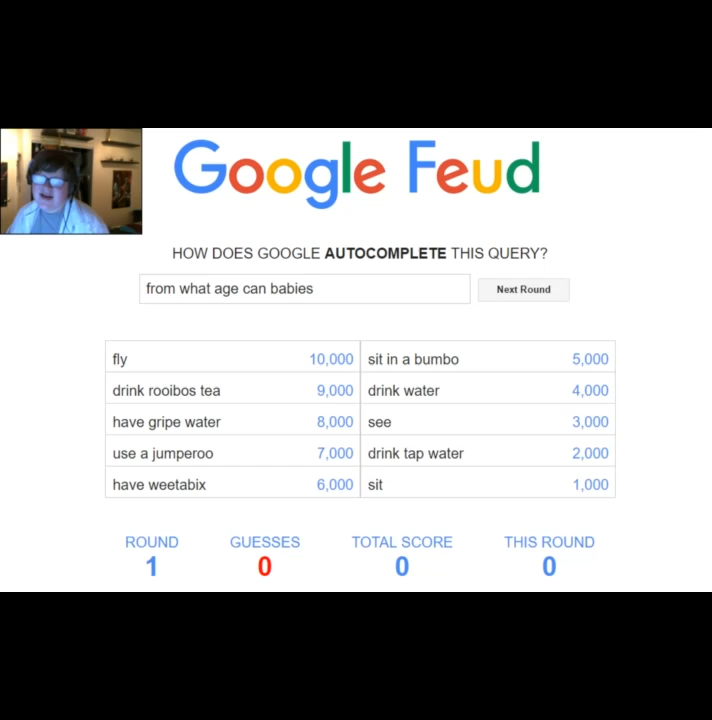 Google Feud
HOW DOES GOOGLE AUTOCOMPLETE THIS QUERY?
from what age can babies
Next Round
fly 10,000 sit in a bumbo 5,000
drink rooibos tea 9,000 drink water 4,000
have gripe water 8,000 see 3,000
use a jumperoo 7,000 drink tap water 2,000
have weetabix 6,000 sit 1,000
ROUND GUESSES TOTAL SCORE THIS ROUND
1 0 0 0